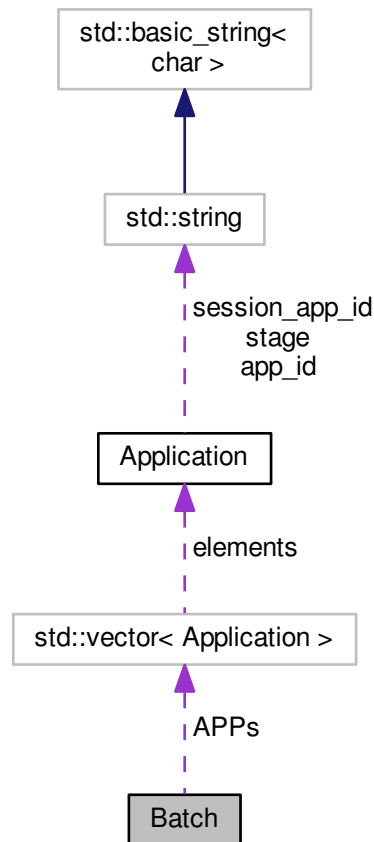 std::basic_string<
char >
std::string
session_app_id
stage
app_id
Application
elements
std::vector< Application >
APPs
Batch